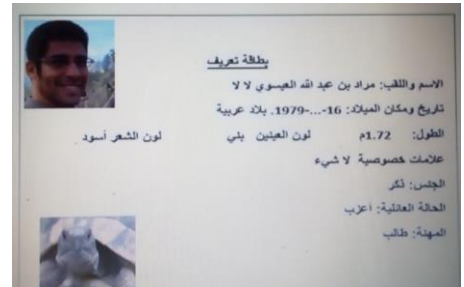 بطاقة تعريف
الاسم واللقب: مراد بن عبد الله العيسوي لا لا
تاريخ ومكان الميلاد: 16-...-1979. بلاد عربية
الطول: 1.72م لون العينين بني لون الشعر أسود
علامات خصوصية لا شيء
الجنس: ذكر
الحالة العائلية: أعزب
المهنة: طالب